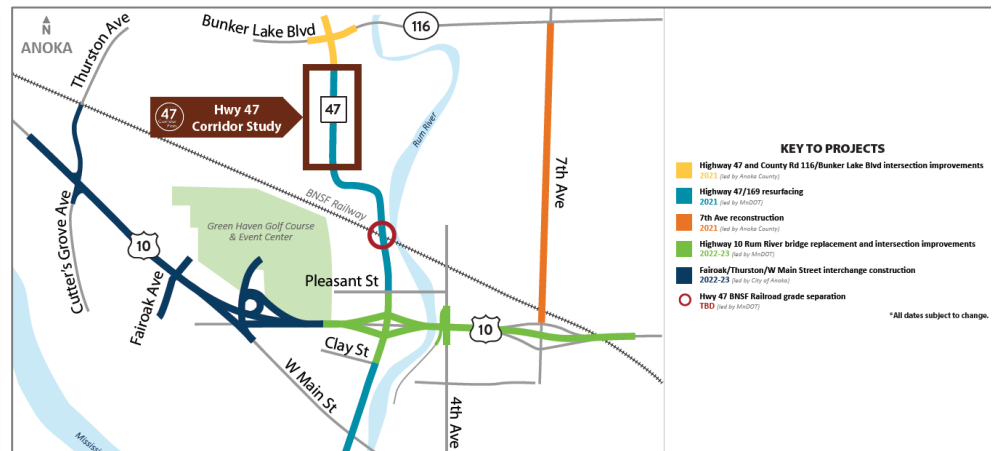 N
ANOKA
Thurston Ave
Bunker Lake Blvd
116
47
Hwy 47
Corridor Study
47
Rum River
7th Ave
BNSF Railway
Green Haven Golf Course
& Event Center
Cutter's Grove Ave
10
Fairoak Ave
Pleasant St
10
Clay St
W Main St
4th Ave
KEY TO PROJECTS
Highway 47 and County Rd 116/Bunker Lake Blvd intersection improvements
2021 (led by Anoka County)
Highway 47/169 resurfacing
2021 (led by MnDOT)
7th Ave reconstruction
2021 (led by Anoka County)
Highway 10 Rum River bridge replacement and intersection improvements
2022-23 (led by MnDOT)
Fairoak/Thurston/W Main Street interchange construction
2022-23 (led by City of Anoka)
Hwy 47 BNSF Railroad grade separation
TBD (led by MnDOT)
*All dates subject to change.